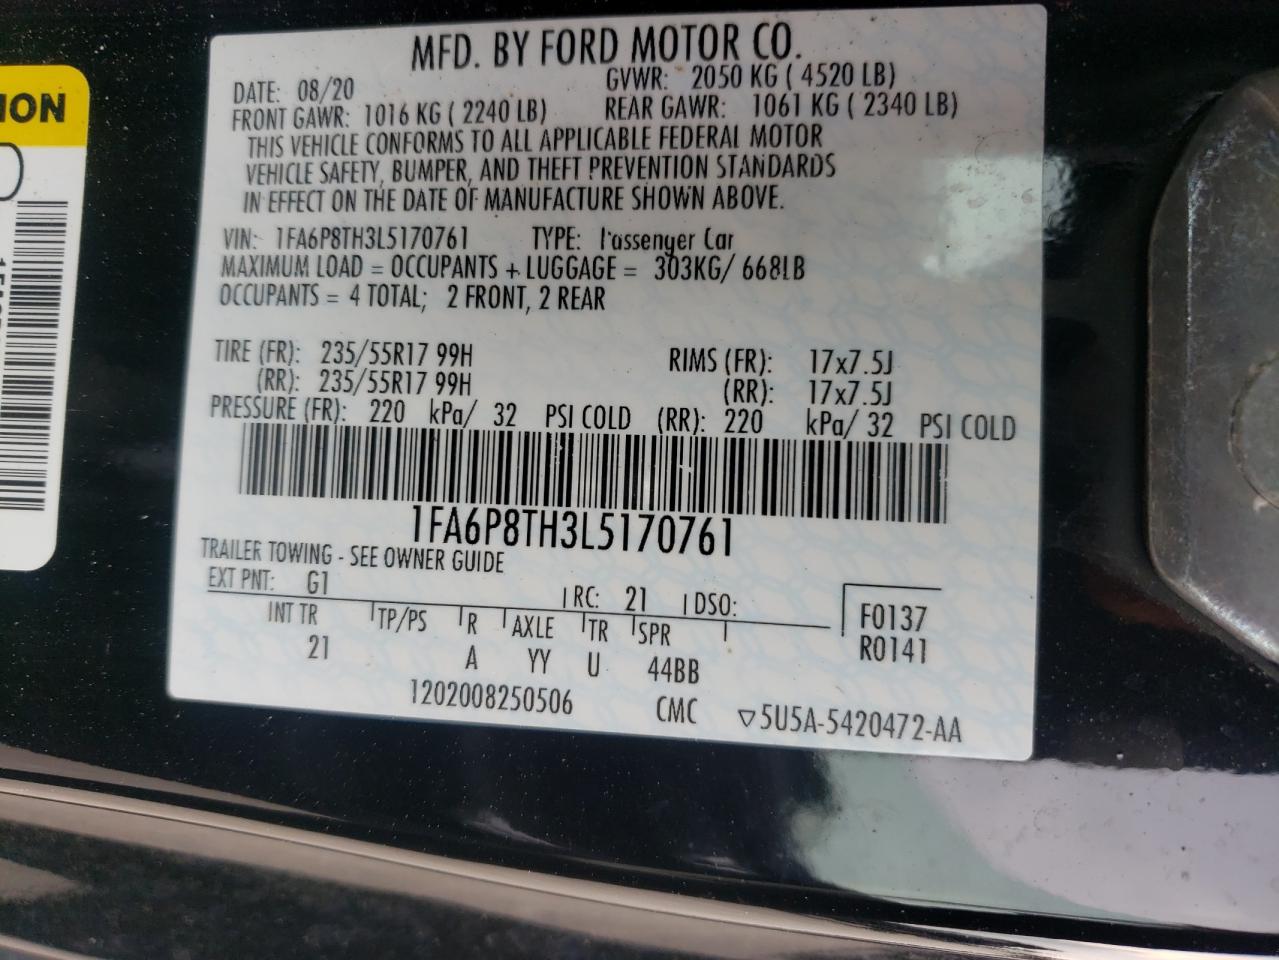 MFD. BY FORD MOTOR CO.
DATE: 08/20 GVWR: 2050 KG ( 4520 LB)
FRONT GAWR: 1016 KG ( 2240 LB) REAR GAWR: 1061 KG ( 2340 LB)
THIS VEHICLE CONFORMS TO ALL APPLICABLE FEDERAL MOTOR
VEHICLE SAFETY, BUMPER, AND THEFT PREVENTION STANDARDS
IN EFFECT ON THE DATE OF MANUFACTURE SHOWN ABOVE.
VIN: 1FA6P8TH3L5170761 TYPE: Passenger Car
MAXIMUM LOAD = OCCUPANTS + LUGGAGE = 303KG/ 668LB
OCCUPANTS = 4 TOTAL; 2 FRONT, 2 REAR
TIRE (FR): 235/55R17 99H RIMS (FR): 17x7.5J
(RR): 235/55R17 99H (RR): 17x7.5J
PRESSURE (FR): 220 kPa/ 32 PSI COLD (RR): 220 kPa/ 32 PSI COLD
1FA6P8TH3L5170761
TRAILER TOWING - SEE OWNER GUIDE
EXT PNT: G1 RC: 21 DSO:
F0137
R0141
INT TR TP/PS R AXLE TR SPR
21 A YY U 44BB
1202008250506 CMC ▽5U5A-5420472-AA
ION